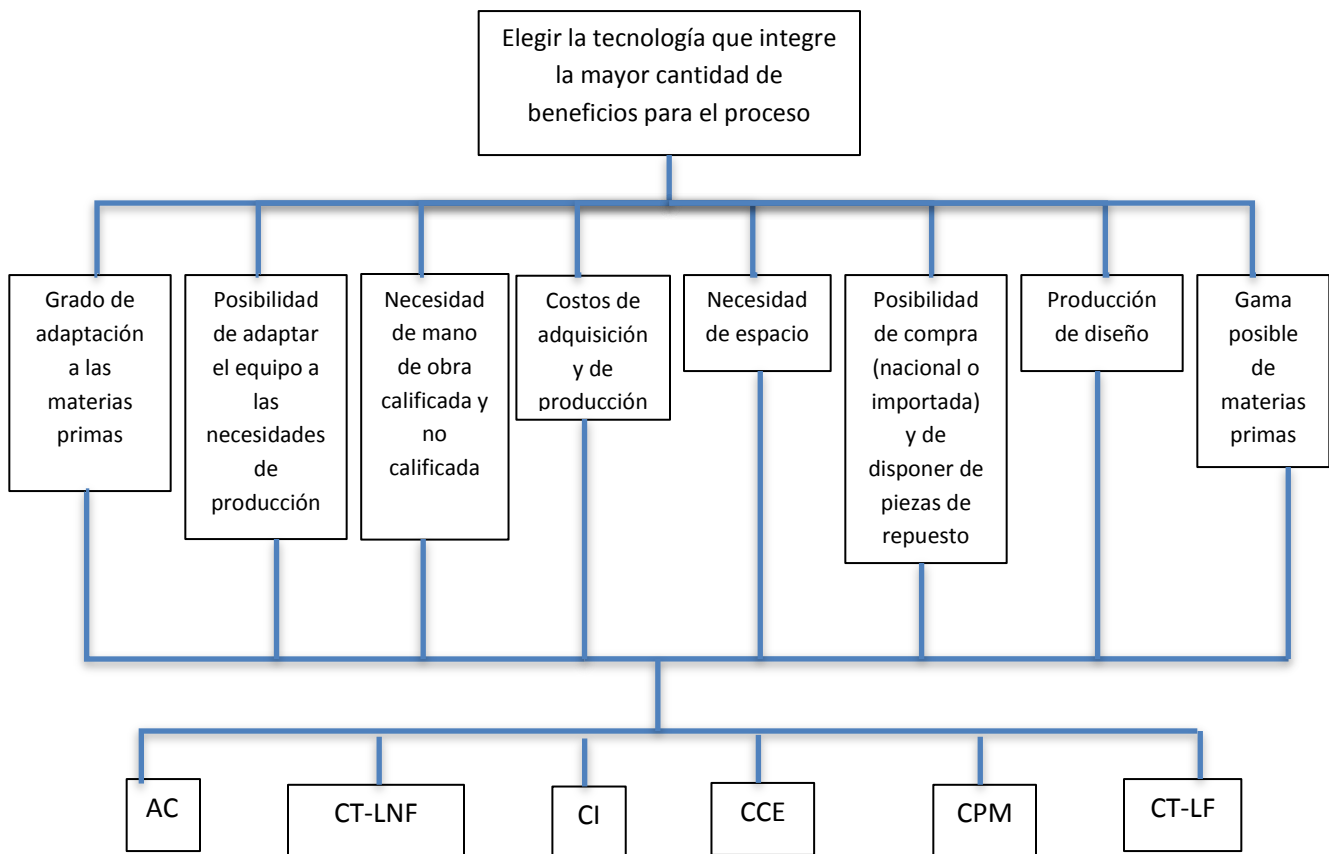 Elegir la tecnología que integre
la mayor cantidad de
beneficios para el proceso
Grado de
adaptación
a las
materias
primas
Posibilidad
de adaptar
el equipo a
las
necesidades
de
producción
Necesidad
de mano de
obra
calificada y
no
calificada
Costos de
adquisición
y de
producción
Necesidad
de espacio
Posibilidad
de compra
(nacional o
importada)
y de
disponer de
piezas de
repuesto
Producción
de diseño
Gama
posible
de
materias
primas
AC
CT-LNF
CI
CCE
CPM
CT-LF